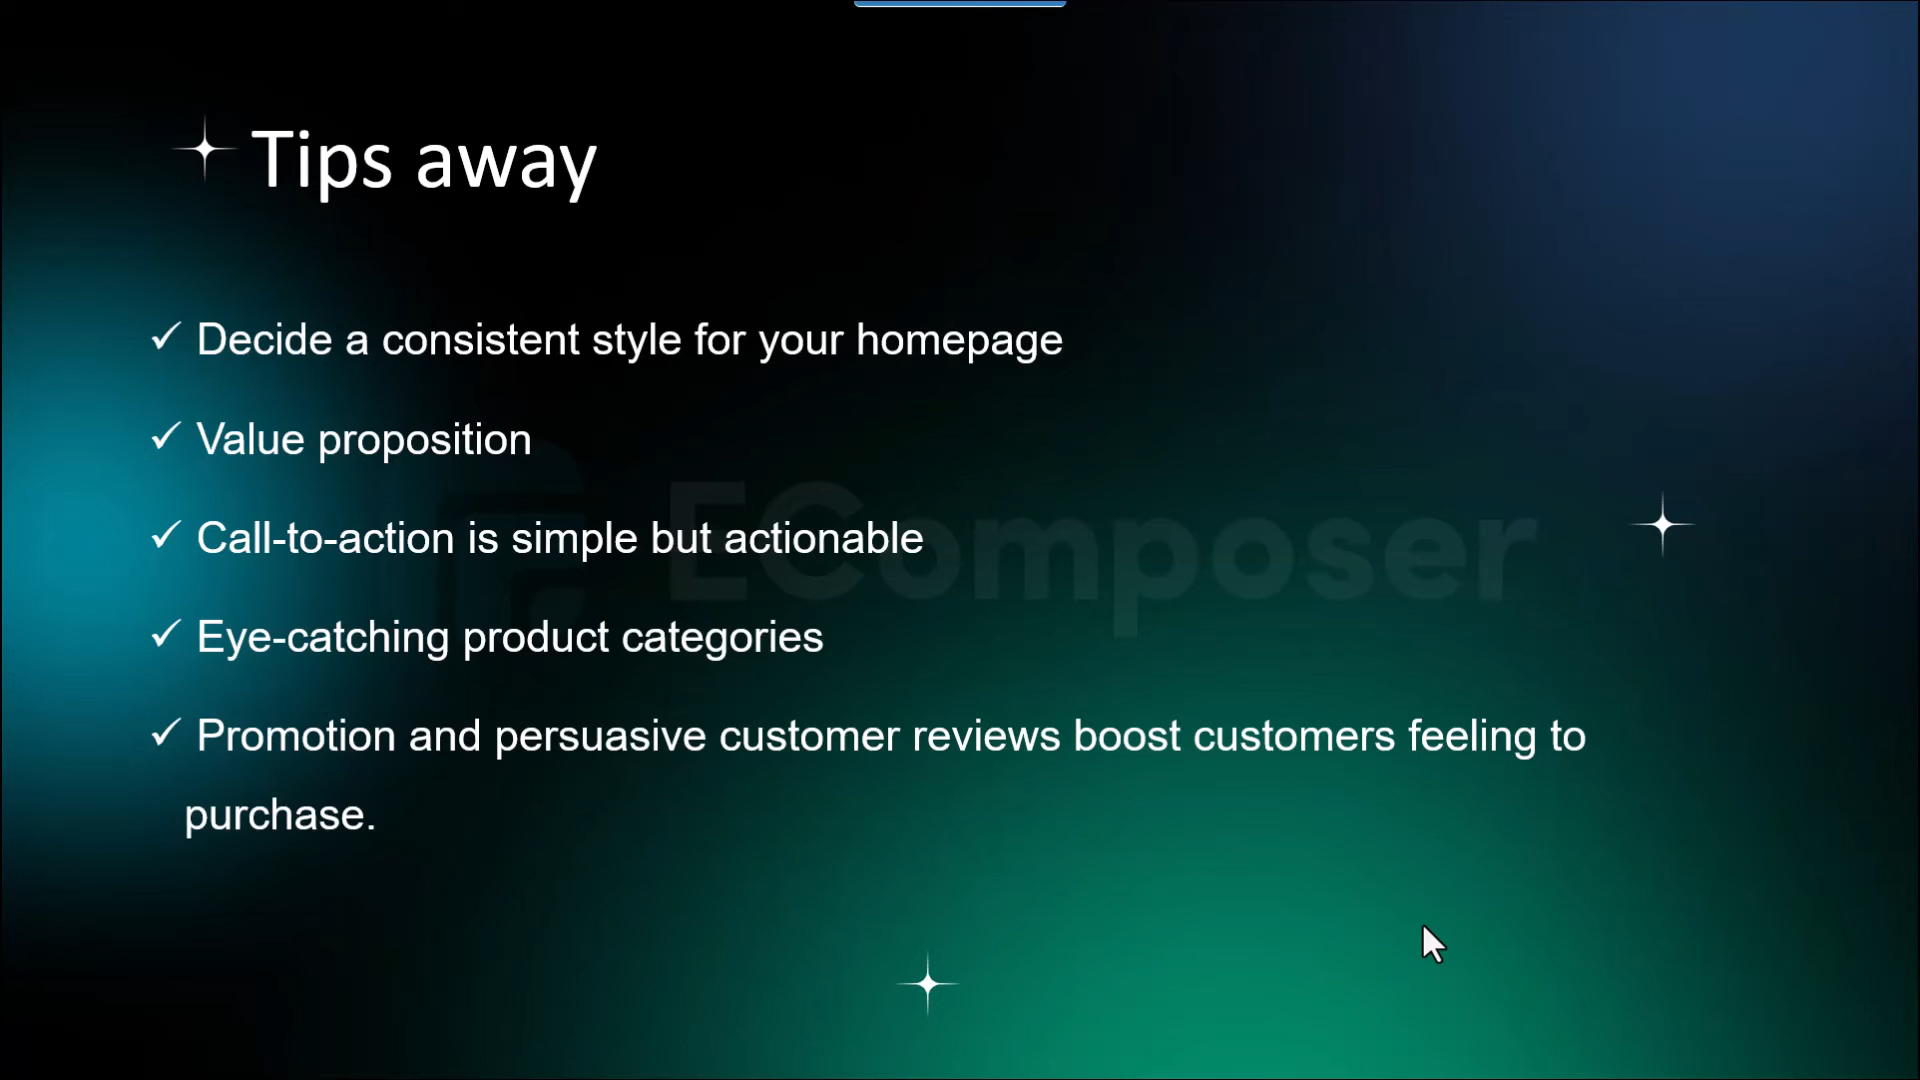 Tips away
✓ Decide a consistent style for your homepage
✓ Value proposition
EComposer
✓ Call-to-action is simple but actionable
✓ Eye-catching product categories
✓ Promotion and persuasive customer reviews boost customers feeling to
purchase.